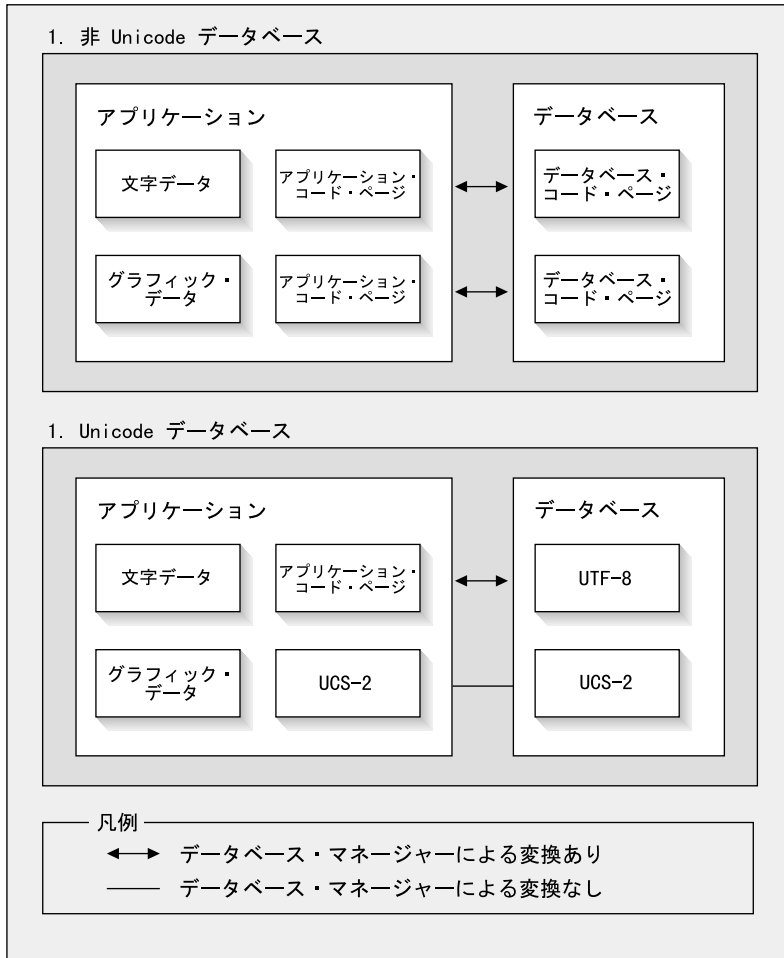 1. 非 Unicode データベース
アプリケーション
データベース
文字データ
アプリケーション・
コード・ページ
データベース・
コード・ページ
グラフィック・
データ
アプリケーション・
コード・ページ
データベース・
コード・ページ
1. Unicode データベース
アプリケーション
データベース
文字データ
アプリケーション・
コード・ページ
UTF-8
グラフィック・
データ
UCS-2
UCS-2
凡例
データベース・マネージャーによる変換あり
データベース・マネージャーによる変換なし